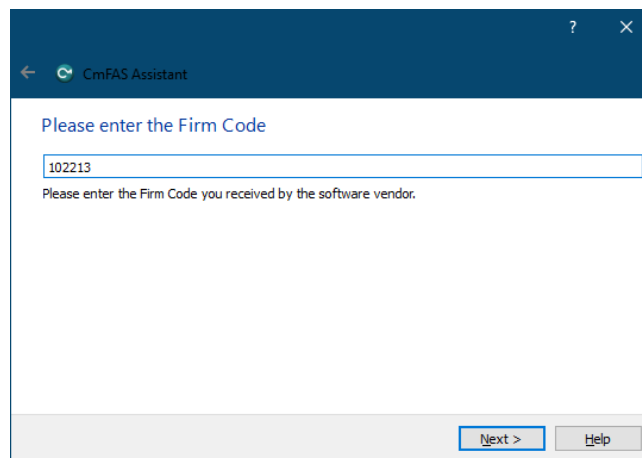 ?
CmFAS Assistant
Please enter the Firm Code
102213
Please enter the Firm Code you received by the software vendor.
Next >
Help